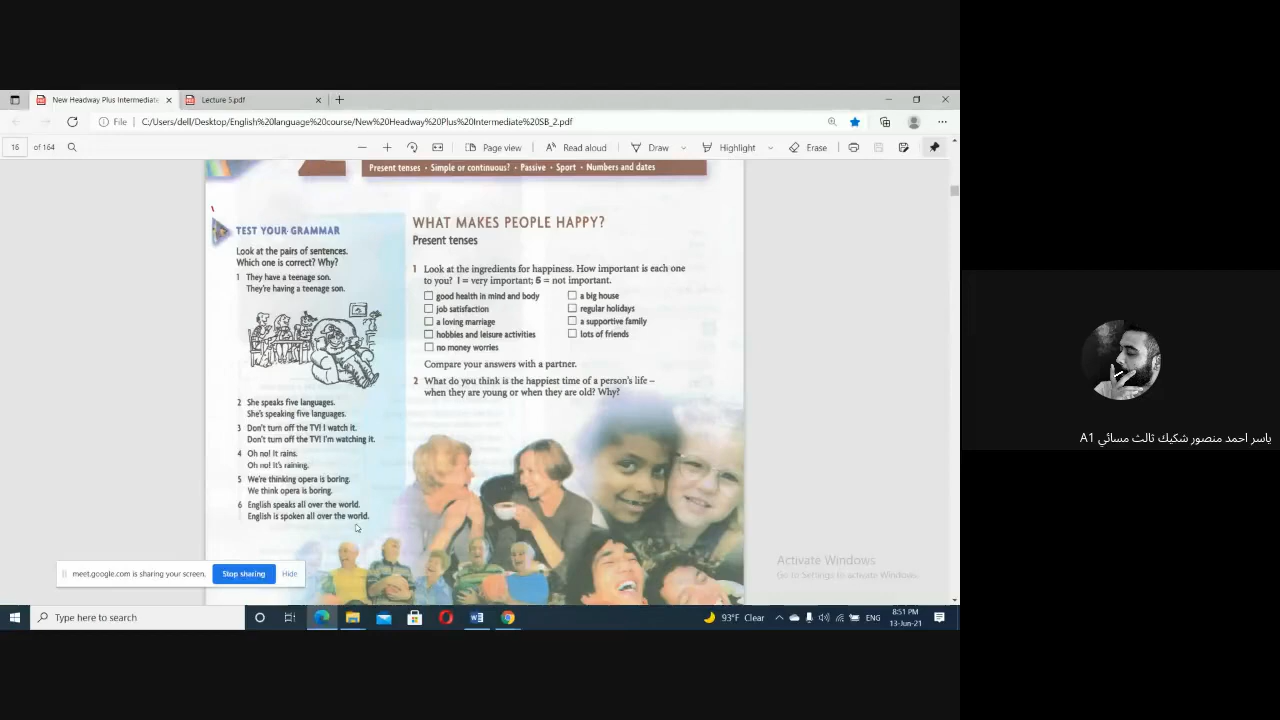 New Headway Plus Intermediate
Lecture 5.pdf
File
C:/Users/dell/Desktop/English%20language%20course/New%20Headway%20Plus%20Intermediate%20SB_2.pdf
16 of 164
Page view
Read aloud
Draw
Highlight
Erase
Present tenses · Simple or continuous? · Passive · Sport · Numbers and dates
TEST YOUR GRAMMAR
Look at the pairs of sentences.
Which one is correct? Why?
1 They have a teenage son.
They're having a teenage son.
2 She speaks five languages.
She's speaking five languages.
3 Don't turn off the TV! I watch it.
Don't turn off the TV! I'm watching it.
4 Oh no! It rains.
Oh no! It's raining.
5 We're thinking opera is boring.
We think opera is boring.
6 English speaks all over the world.
English is spoken all over the world.
WHAT MAKES PEOPLE HAPPY?
Present tenses
1 Look at the ingredients for happiness. How important is each one
to you? 1 = very important; 5 = not important.
good health in mind and body
job satisfaction
a loving marriage
hobbies and leisure activities
no money worries
a big house
regular holidays
a supportive family
lots of friends
Compare your answers with a partner.
2 What do you think is the happiest time of a person's life –
when they are young or when they are old? Why?
meet.google.com is sharing your screen.
Stop sharing
Hide
Activate Windows
Go to Settings to activate Windows.
Type here to search
93°F Clear
ENG
8:51 PM
13-Jun-21
ياسر احمد منصور شكيك ثالث مسائي A1